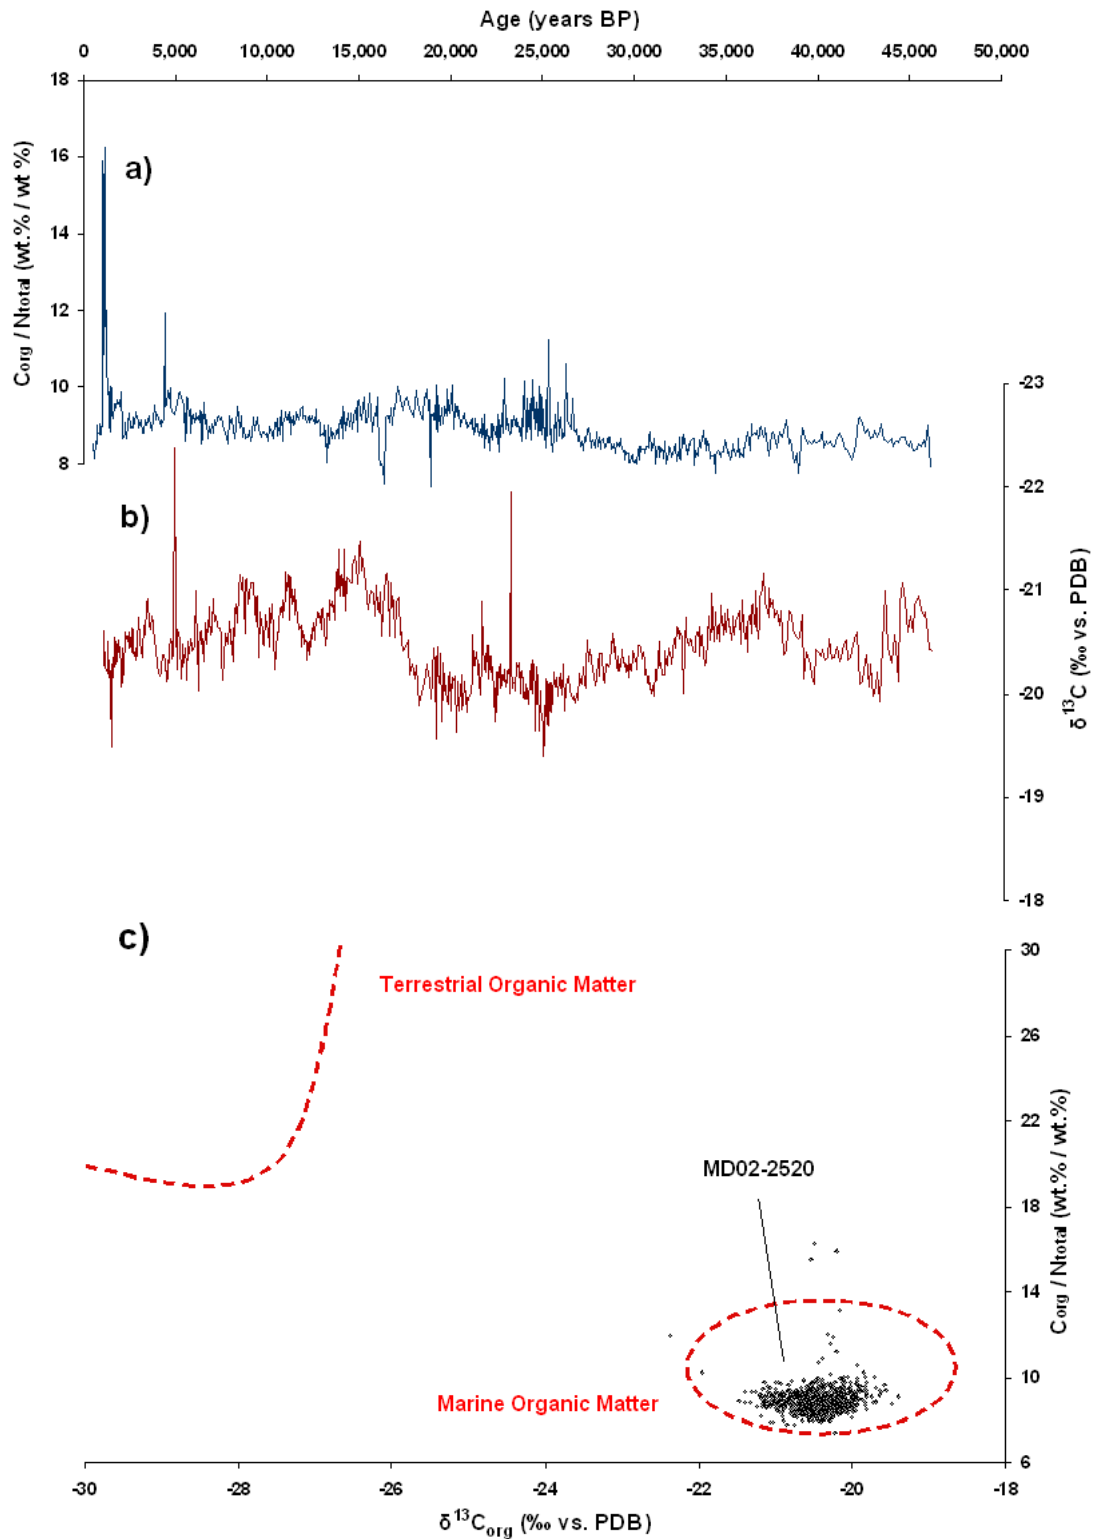 Age (years BP)
0 5,000 10,000 15,000 20,000 25,000 30,000 35,000 40,000 45,000 50,000
18
16
14
12
10
8
Corg / Ntotal (wt.% / wt %)
a)
-23
-22
-21
-20
-19
-18
δ13C (‰ vs. PDB)
b)
c)
Terrestrial Organic Matter
MD02-2520
Marine Organic Matter
30
26
22
18
14
10
6
Corg / Ntotal (wt.% / wt.%)
-30 -28 -26 -24 -22 -20 -18
δ13Corg (‰ vs. PDB)